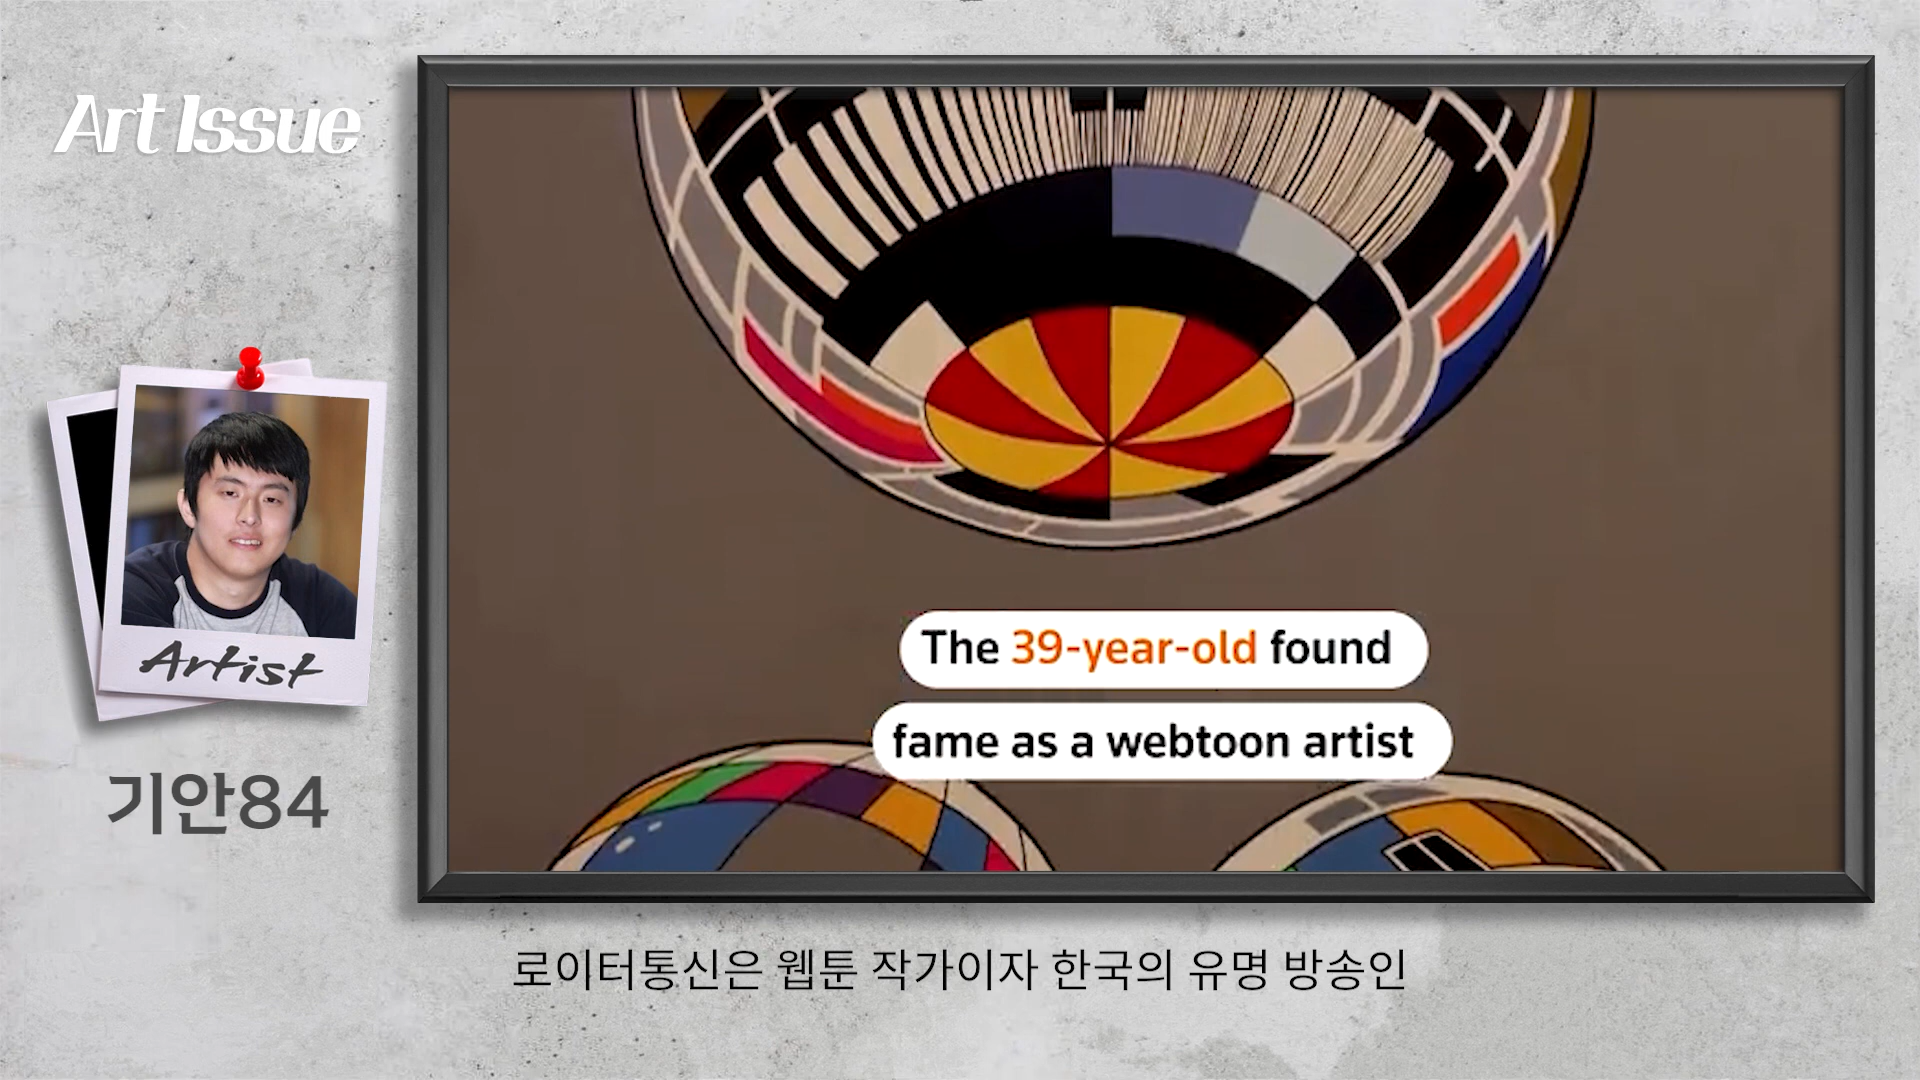 Art Issue
Artist
기안84
The 39-year-old found
fame as a webtoon artist
로이터통신은 웹툰 작가이자 한국의 유명 방송인